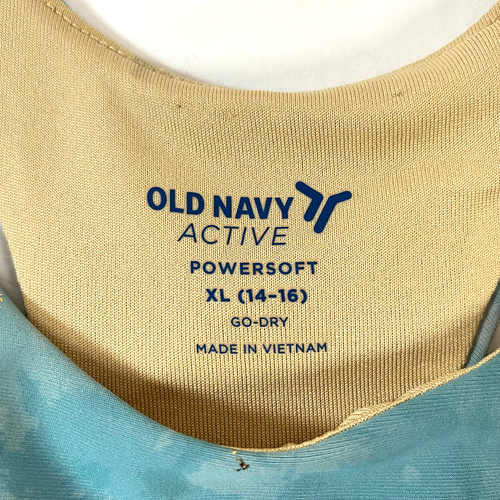 OLD NAVY
ACTIVE
POWERSOFT
XL (14-16)
GO-DRY
MADE IN VIETNAM